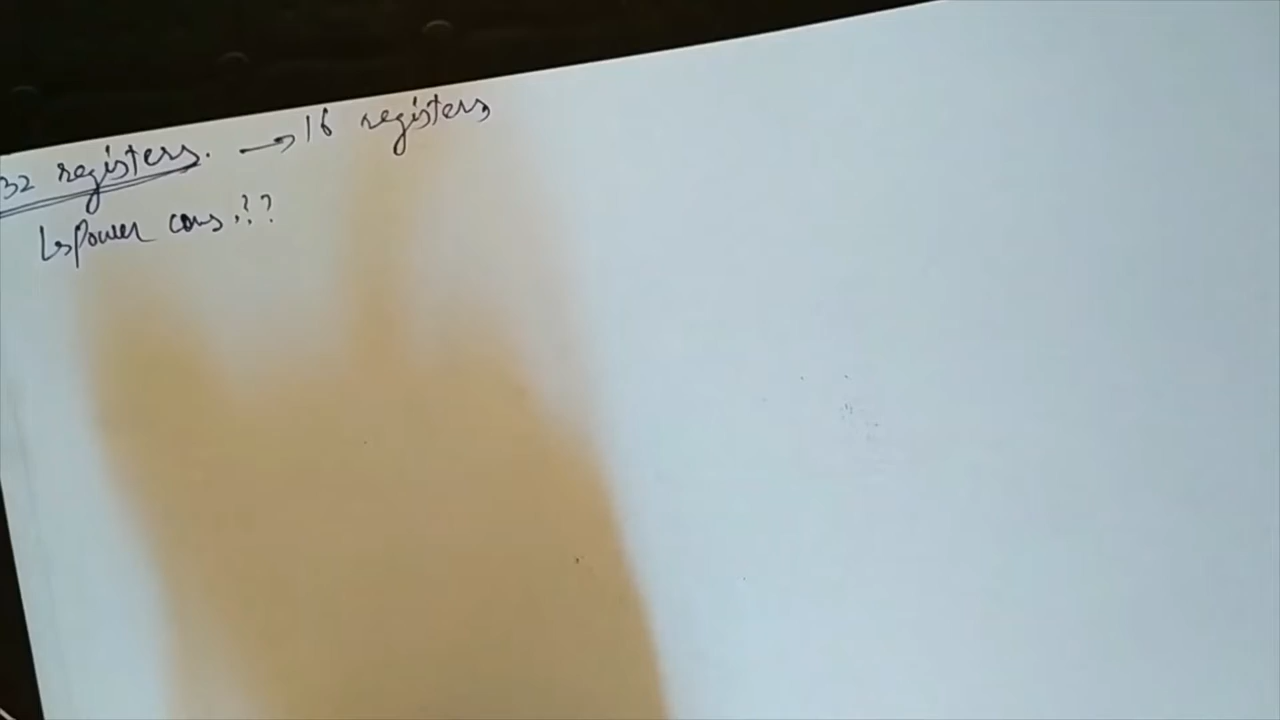 32 registers. → 16 registers
↳ Power cons.???